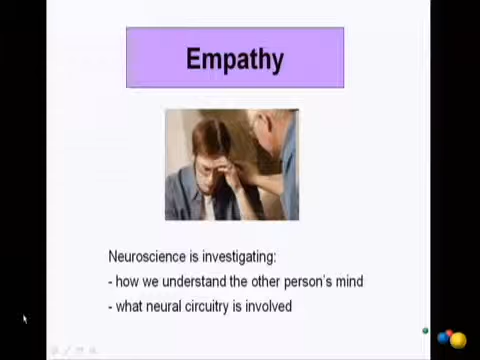 Empathy
Neuroscience is investigating:
- how we understand the other person's mind
- what neural circuitry is involved